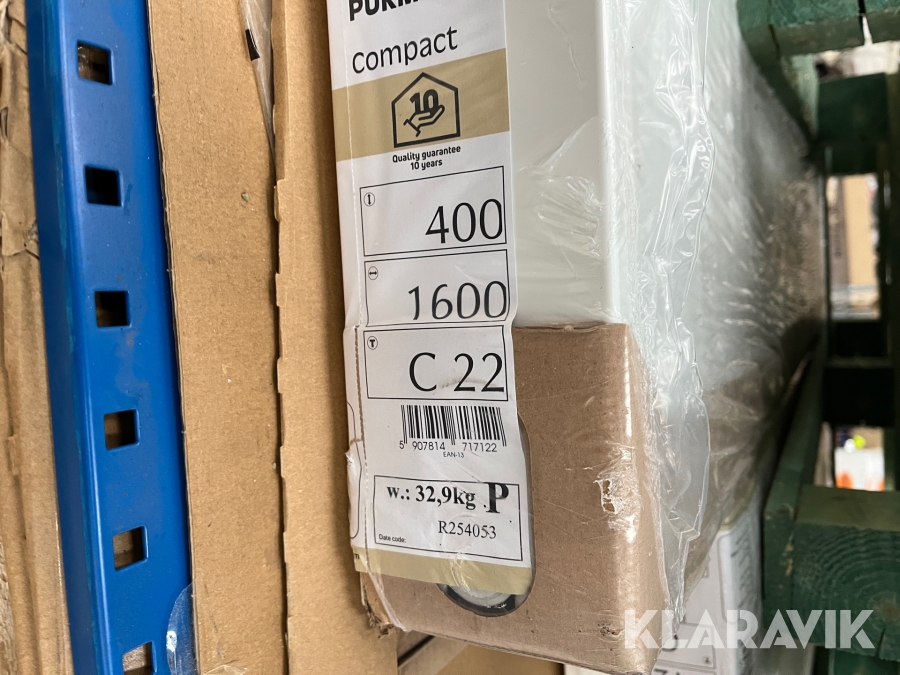 compact
10
Quality guarantee
10 years
400
1600
T
C 22
5 907814 717122
EAN-13
w.: 32,9kg P
R254053
Date code:
KLARAVIK